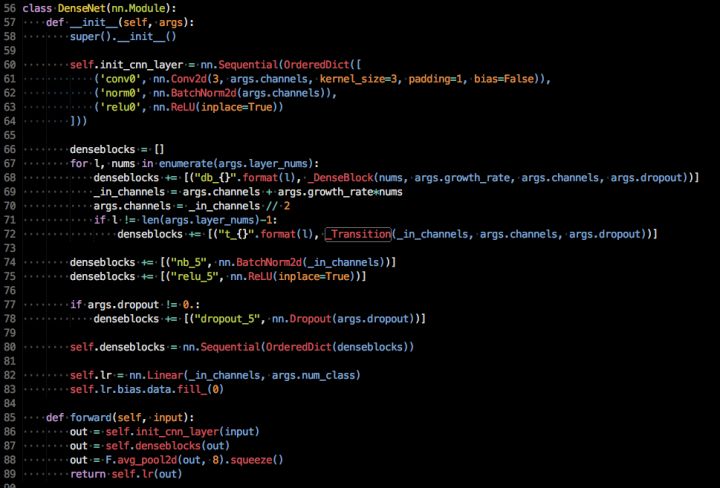 56 class DenseNet(nn.Module):
57     def __init__(self, args):
58         super().__init__()
59
60         self.init_cnn_layer = nn.Sequential(OrderedDict([
61             ('conv0', nn.Conv2d(3, args.channels, kernel_size=3, padding=1, bias=False)),
62             ('norm0', nn.BatchNorm2d(args.channels)),
63             ('relu0', nn.ReLU(inplace=True))
64         ]))
65
66         denseblocks = []
67         for l, nums in enumerate(args.layer_nums):
68             denseblocks += [("db_{}".format(l), _DenseBlock(nums, args.growth_rate, args.channels, args.dropout))]
69             _in_channels = args.channels + args.growth_rate*nums
70             args.channels = _in_channels // 2
71             if l != len(args.layer_nums)-1:
72                 denseblocks += [("t_{}".format(l), _Transition(_in_channels, args.channels, args.dropout))]
73
74         denseblocks += [("nb_5", nn.BatchNorm2d(_in_channels))]
75         denseblocks += [("relu_5", nn.ReLU(inplace=True))]
76
77         if args.dropout != 0.:
78             denseblocks += [("dropout_5", nn.Dropout(args.dropout))]
79
80         self.denseblocks = nn.Sequential(OrderedDict(denseblocks))
81
82         self.lr = nn.Linear(_in_channels, args.num_class)
83         self.lr.bias.data.fill_(0)
84
85     def forward(self, input):
86         out = self.init_cnn_layer(input)
87         out = self.denseblocks(out)
88         out = F.avg_pool2d(out, 8).squeeze()
89         return self.lr(out)
90